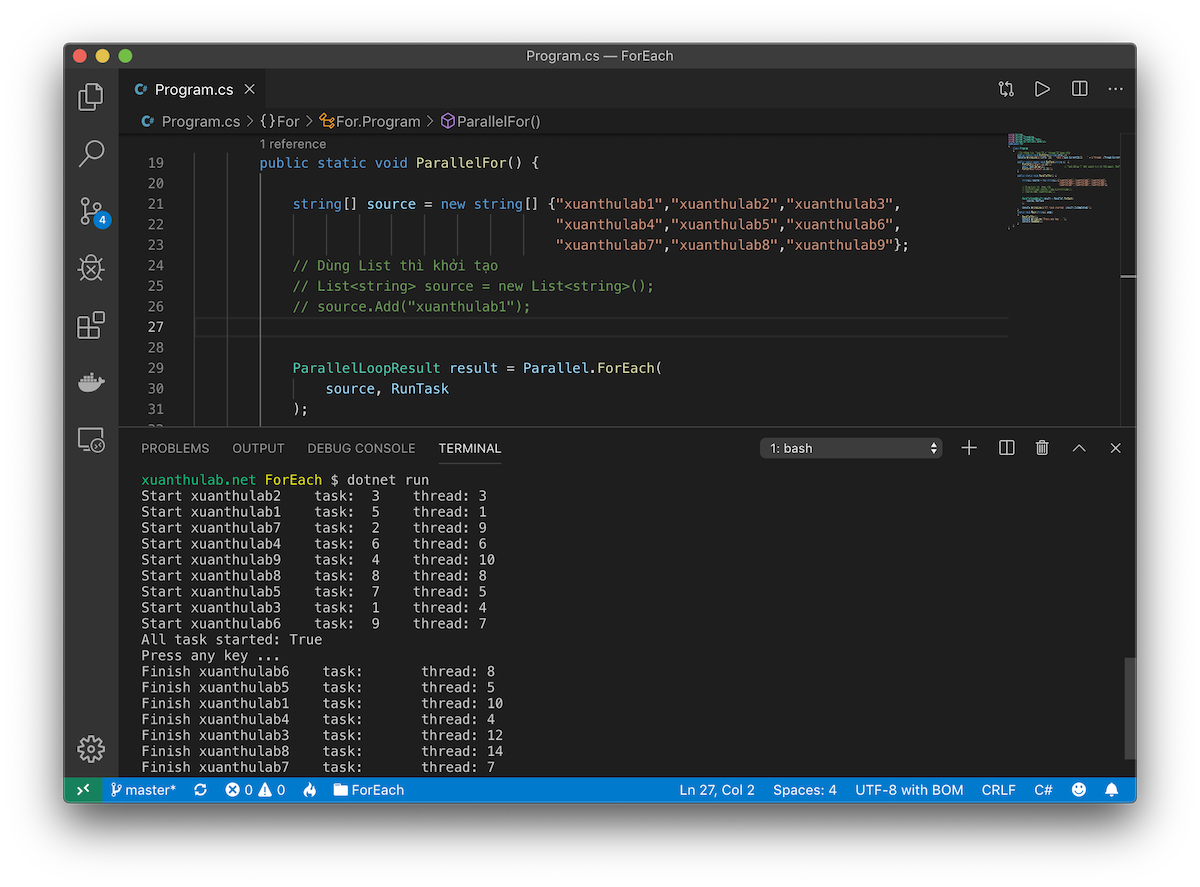 Program.cs — ForEach
Program.cs
Program.cs > {} For > For.Program > ParallelFor()
1 reference
19 public static void ParallelFor() {
20
21 string[] source = new string[] {"xuanthulab1","xuanthulab2","xuanthulab3",
22 "xuanthulab4","xuanthulab5","xuanthulab6",
23 "xuanthulab7","xuanthulab8","xuanthulab9"};
24 // Dùng List thì khởi tạo
25 // List<string> source = new List<string>();
26 // source.Add("xuanthulab1");
27
28
29 ParallelLoopResult result = Parallel.ForEach(
30 source, RunTask
31 );
4
PROBLEMS OUTPUT DEBUG CONSOLE TERMINAL 1: bash
xuanthulab.net ForEach $ dotnet run
Start xuanthulab2 task: 3 thread: 3
Start xuanthulab1 task: 5 thread: 1
Start xuanthulab7 task: 2 thread: 9
Start xuanthulab4 task: 6 thread: 6
Start xuanthulab9 task: 4 thread: 10
Start xuanthulab8 task: 8 thread: 8
Start xuanthulab5 task: 7 thread: 5
Start xuanthulab3 task: 1 thread: 4
Start xuanthulab6 task: 9 thread: 7
All task started: True
Press any key ...
Finish xuanthulab6 task: thread: 8
Finish xuanthulab5 task: thread: 5
Finish xuanthulab1 task: thread: 10
Finish xuanthulab4 task: thread: 4
Finish xuanthulab3 task: thread: 12
Finish xuanthulab8 task: thread: 14
Finish xuanthulab7 task: thread: 7
master* 0 0 ForEach Ln 27, Col 2 Spaces: 4 UTF-8 with BOM CRLF C#